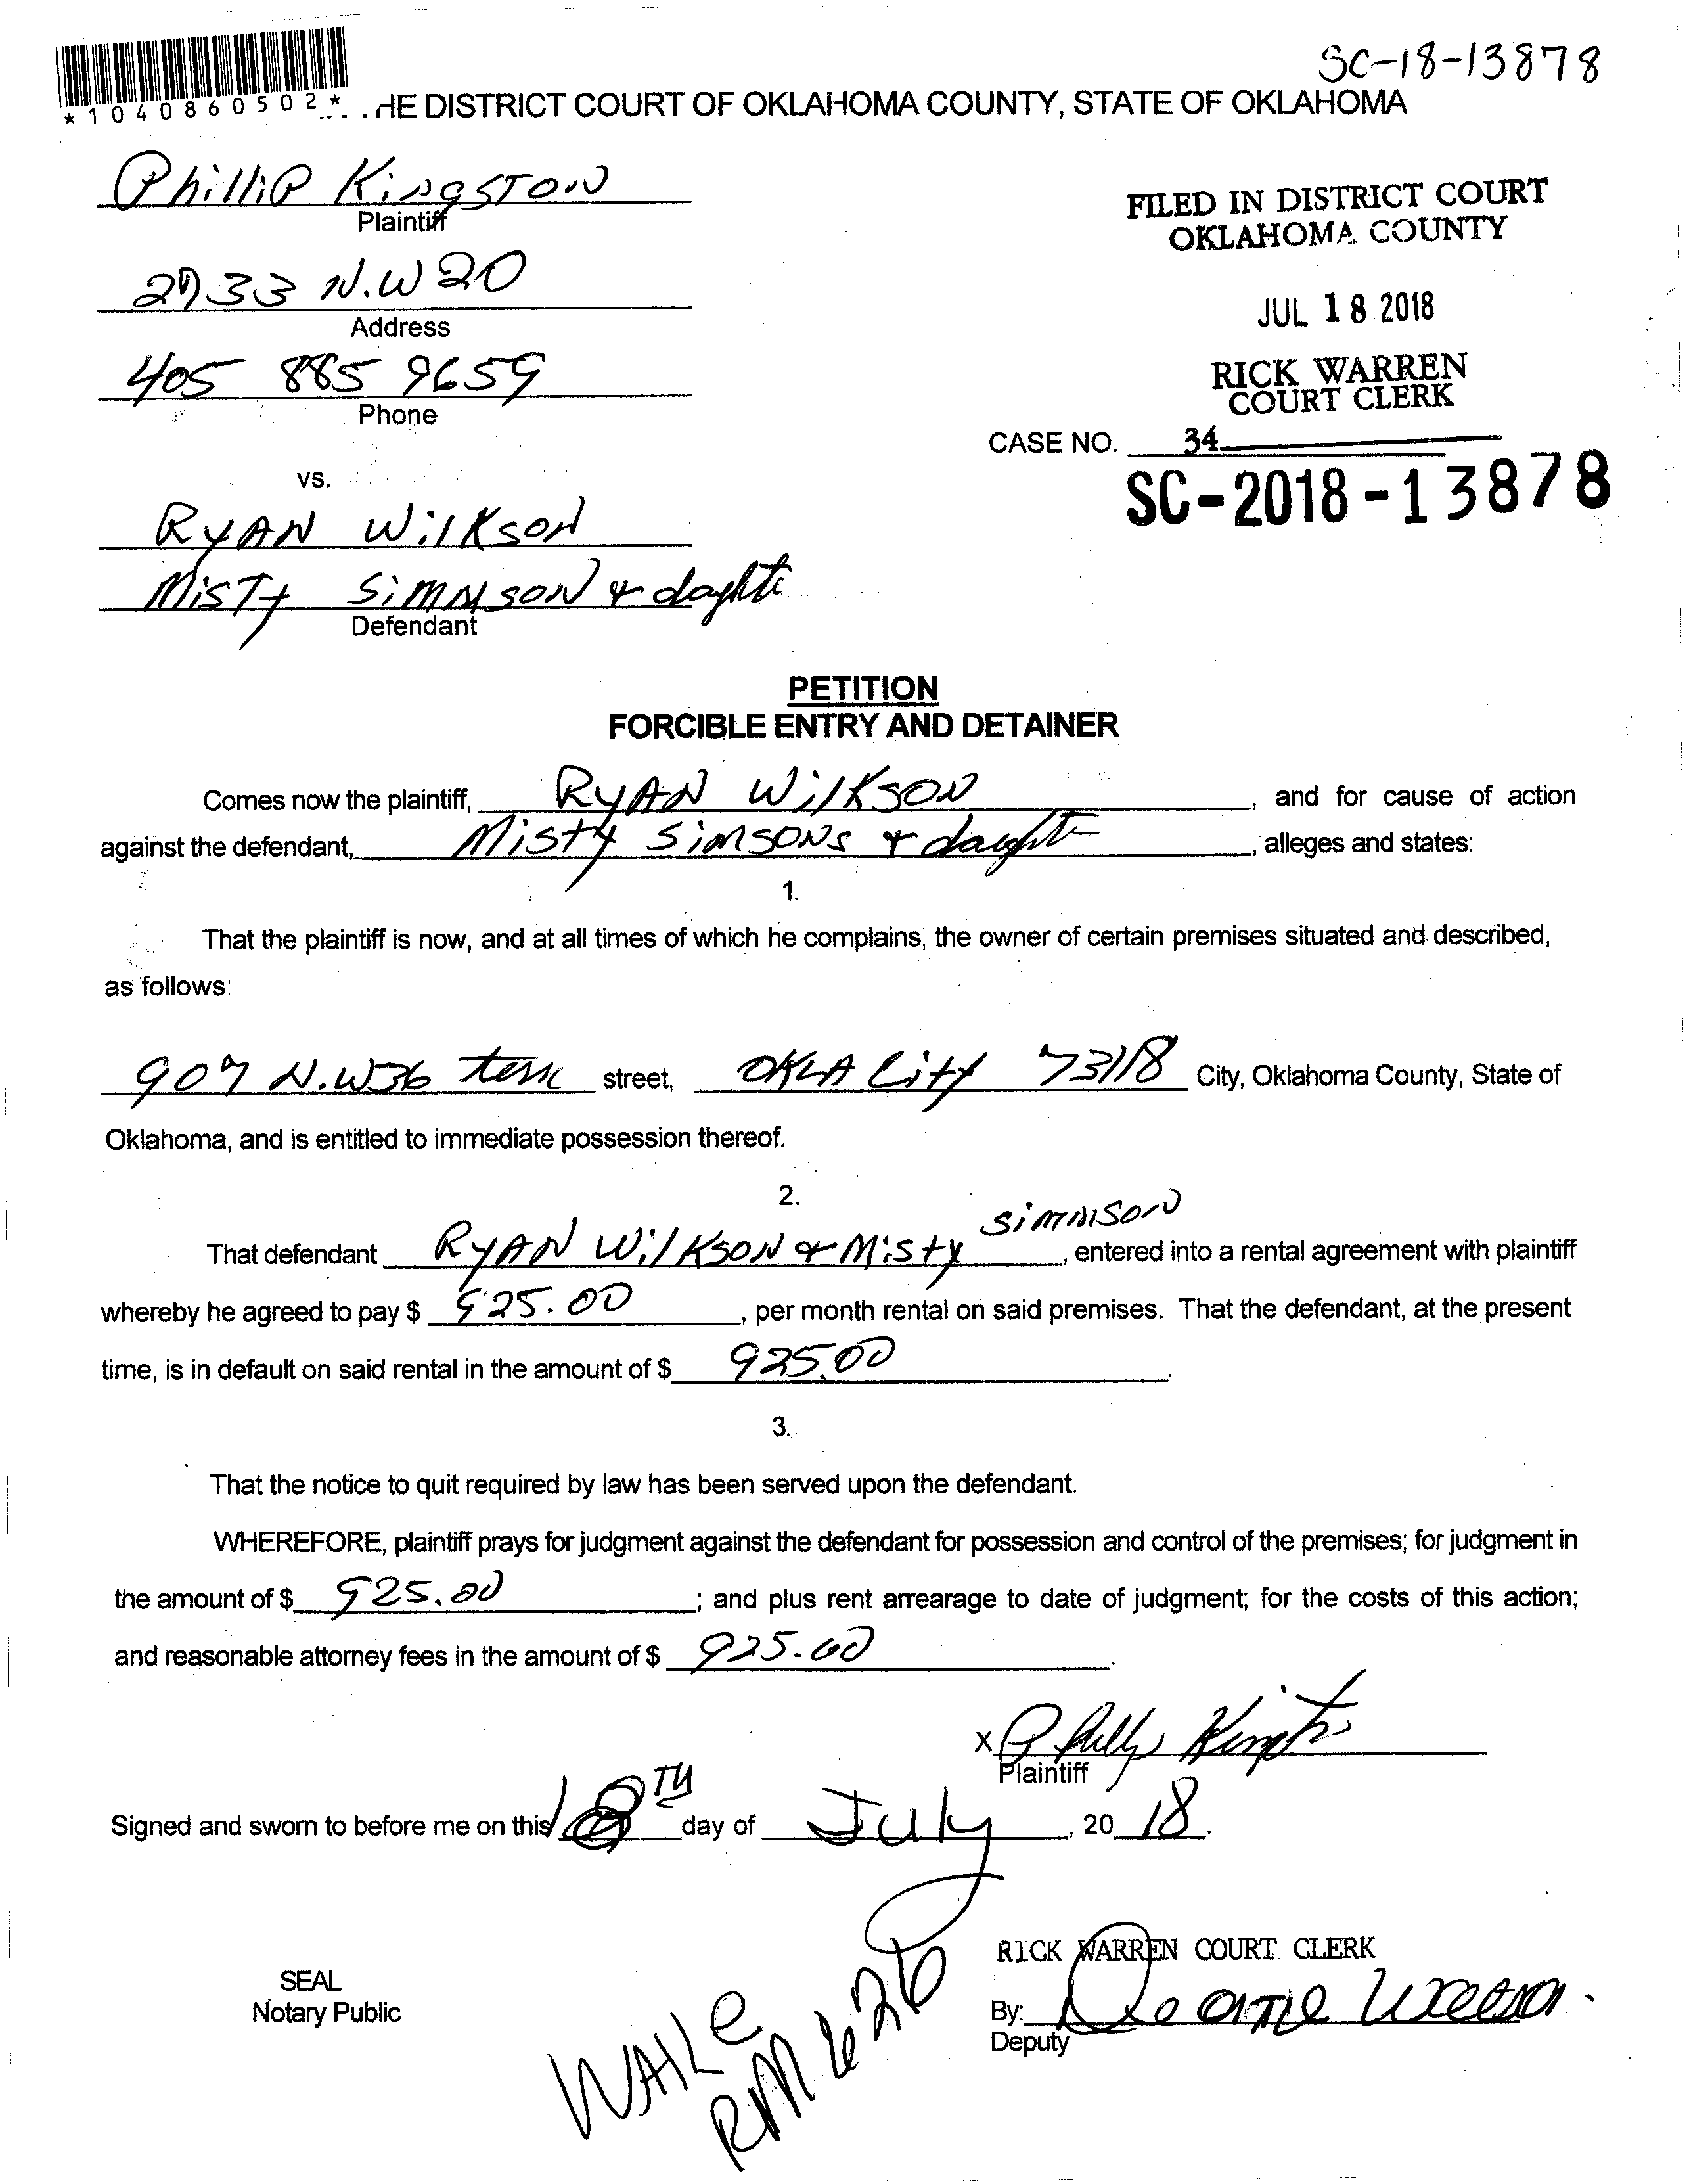 SC-18-13878
*1040860502*
HE DISTRICT COURT OF OKLAHOMA COUNTY, STATE OF OKLAHOMA
Phillip Kingston
Plaintiff
2733 N.W 20
Address
405 885 9659
Phone
vs.
RYAN WilKSON
MiSTy SiMMSON &
Defendant
FILED IN DISTRICT COURT
OKLAHOMA COUNTY
JUL 18 2018
RICK WARREN
COURT CLERK
CASE NO. 34
SC-2018-13878
PETITION
FORCIBLE ENTRY AND DETAINER
Comes now the plaintiff, RYAN WilKSON, and for cause of action
against the defendant, Misty SiMSONS &, alleges and states:
1.
That the plaintiff is now, and at all times of which he complains, the owner of certain premises situated and described,
as follows:
907 N.W36 street, OKLA City 73118 City, Oklahoma County, State of
Oklahoma, and is entitled to immediate possession thereof.
2.
SiMMSON
That defendant RYAN WilKSON & Misty, entered into a rental agreement with plaintiff
whereby he agreed to pay $ 925.00, per month rental on said premises. That the defendant, at the present
time, is in default on said rental in the amount of $ 925.00.
3.
That the notice to quit required by law has been served upon the defendant.
WHEREFORE, plaintiff prays for judgment against the defendant for possession and control of the premises; for judgment in
the amount of $ 925.00; and plus rent arrearage to date of judgment; for the costs of this action;
and reasonable attorney fees in the amount of $ 925.00.
x Phillip Kingston
Plaintiff
Signed and sworn to before me on this 18TH day of July, 20 18.
RICK WARREN COURT CLERK
SEAL
Notary Public
By:
Deputy
RM